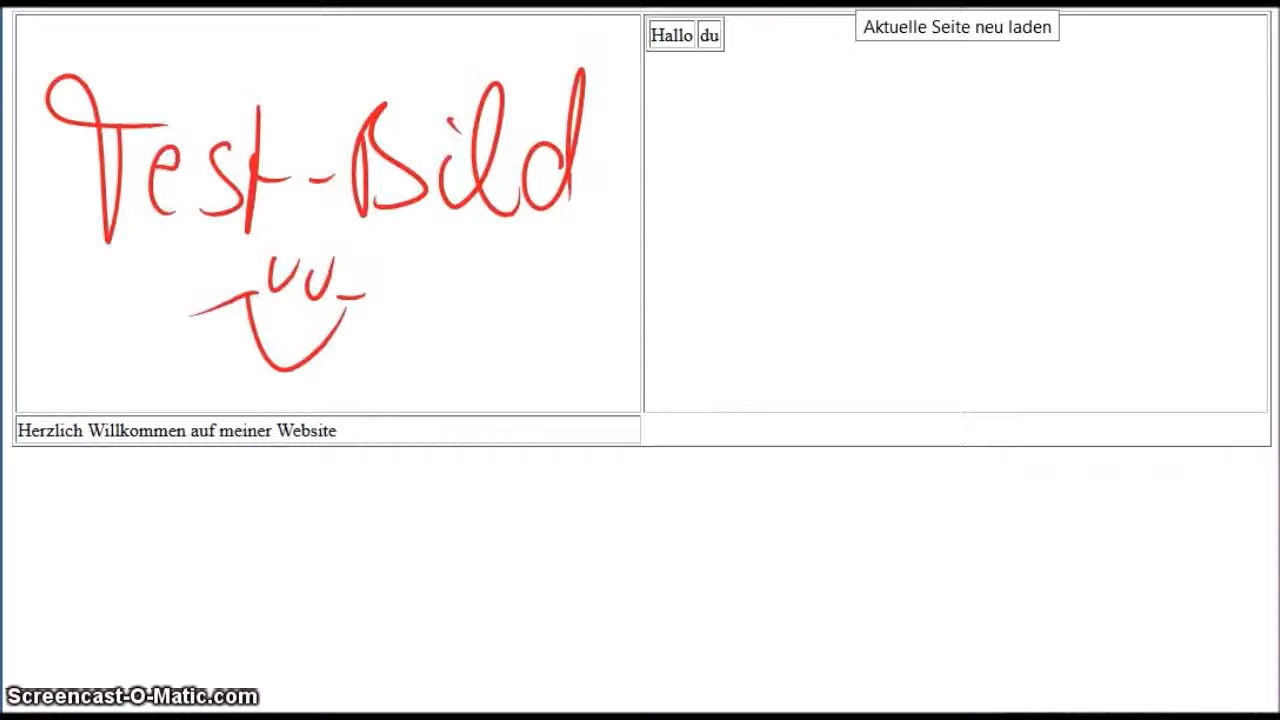 Aktuelle Seite neu laden
Hallo du
Test-Bild
Herzlich Willkommen auf meiner Website
Screencast-O-Matic.com